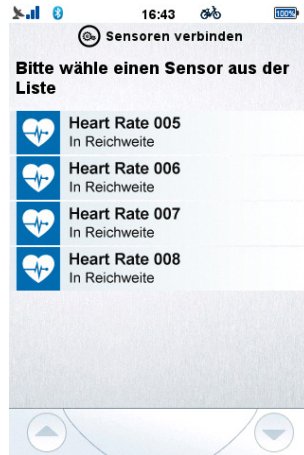 16:43
100%
Sensoren verbinden
Bitte wähle einen Sensor aus der
Liste
Heart Rate 005
In Reichweite
Heart Rate 006
In Reichweite
Heart Rate 007
In Reichweite
Heart Rate 008
In Reichweite